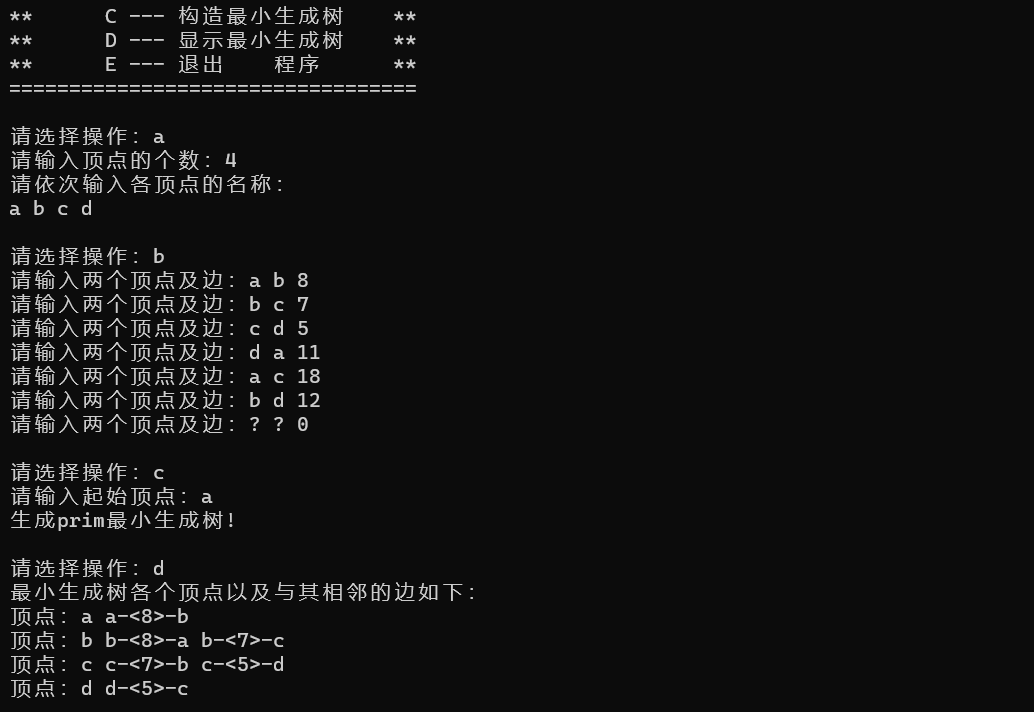 **      C --- 构造最小生成树    **
**      D --- 显示最小生成树    **
**      E --- 退出    程序      **
==================================
请选择操作：a
请输入顶点的个数：4
请依次输入各顶点的名称：
a b c d
请选择操作：b
请输入两个顶点及边：a b 8
请输入两个顶点及边：b c 7
请输入两个顶点及边：c d 5
请输入两个顶点及边：d a 11
请输入两个顶点及边：a c 18
请输入两个顶点及边：b d 12
请输入两个顶点及边：? ? 0
请选择操作：c
请输入起始顶点：a
生成prim最小生成树!
请选择操作：d
最小生成树各个顶点以及与其相邻的边如下：
顶点：a a-<8>-b
顶点：b b-<8>-a b-<7>-c
顶点：c c-<7>-b c-<5>-d
顶点：d d-<5>-c